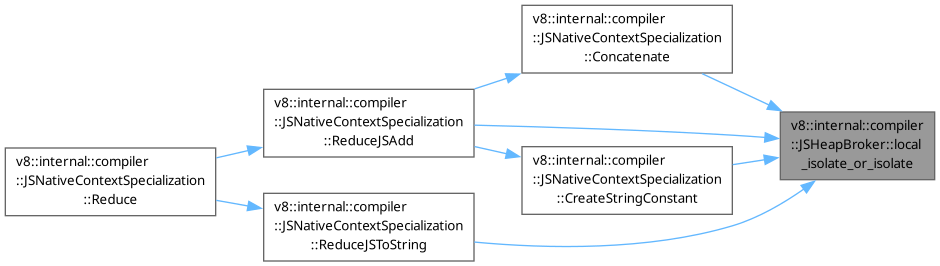 v8::internal::compiler
::JSNativeContextSpecialization
::Reduce
v8::internal::compiler
::JSNativeContextSpecialization
::ReduceJSAdd
v8::internal::compiler
::JSNativeContextSpecialization
::ReduceJSToString
v8::internal::compiler
::JSNativeContextSpecialization
::Concatenate
v8::internal::compiler
::JSNativeContextSpecialization
::CreateStringConstant
v8::internal::compiler
::JSHeapBroker::local
_isolate_or_isolate